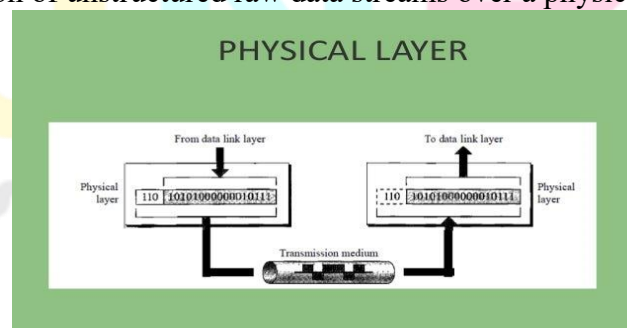 on of unstructured raw data streams over a physic
PHYSICAL LAYER
From data link layer
To data link layer
Physical
layer
110 10101000000010111
110 10101000000010111
Physical
layer
Transmission medium